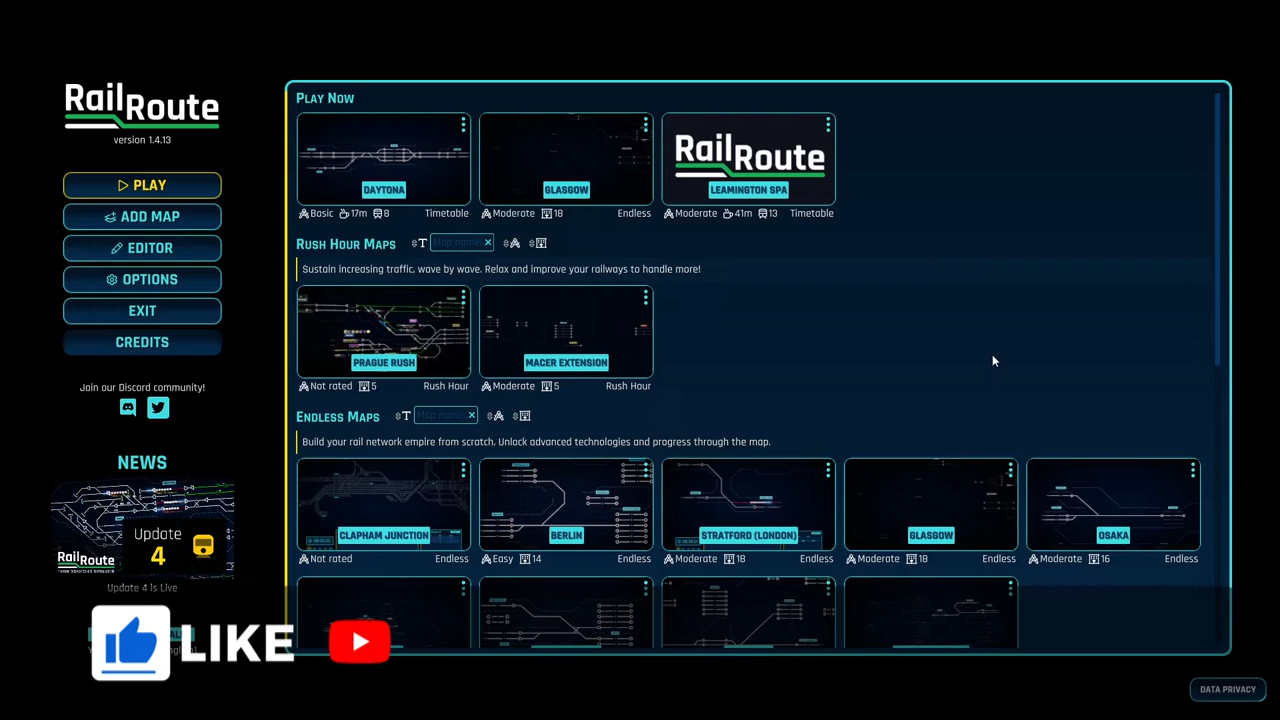 RailRoute
version 1.4.13
PLAY
ADD MAP
EDITOR
OPTIONS
EXIT
CREDITS
Join our Discord community!
NEWS
Update
4
RailRoute
Update 4 is Live
LIKE
PLAY NOW
DAYTONA
Basic 17m 8 Timetable
GLASGOW
Moderate 18 Endless
RailRoute
LEAMINGTON SPA
Moderate 41m 13 Timetable
RUSH HOUR MAPS T Map name. ×
Sustain increasing traffic, wave by wave. Relax and improve your railways to handle more!
PRAGUE RUSH
Not rated 5 Rush Hour
MACER EXTENSION
Moderate 5 Rush Hour
ENDLESS MAPS T Map name. ×
Build your rail network empire from scratch. Unlock advanced technologies and progress through the map.
CLAPHAM JUNCTION
Not rated Endless
BERLIN
Easy 14 Endless
STRATFORD (LONDON)
Moderate 18 Endless
GLASGOW
Moderate 18 Endless
OSAKA
Moderate 16 Endless
DATA PRIVACY